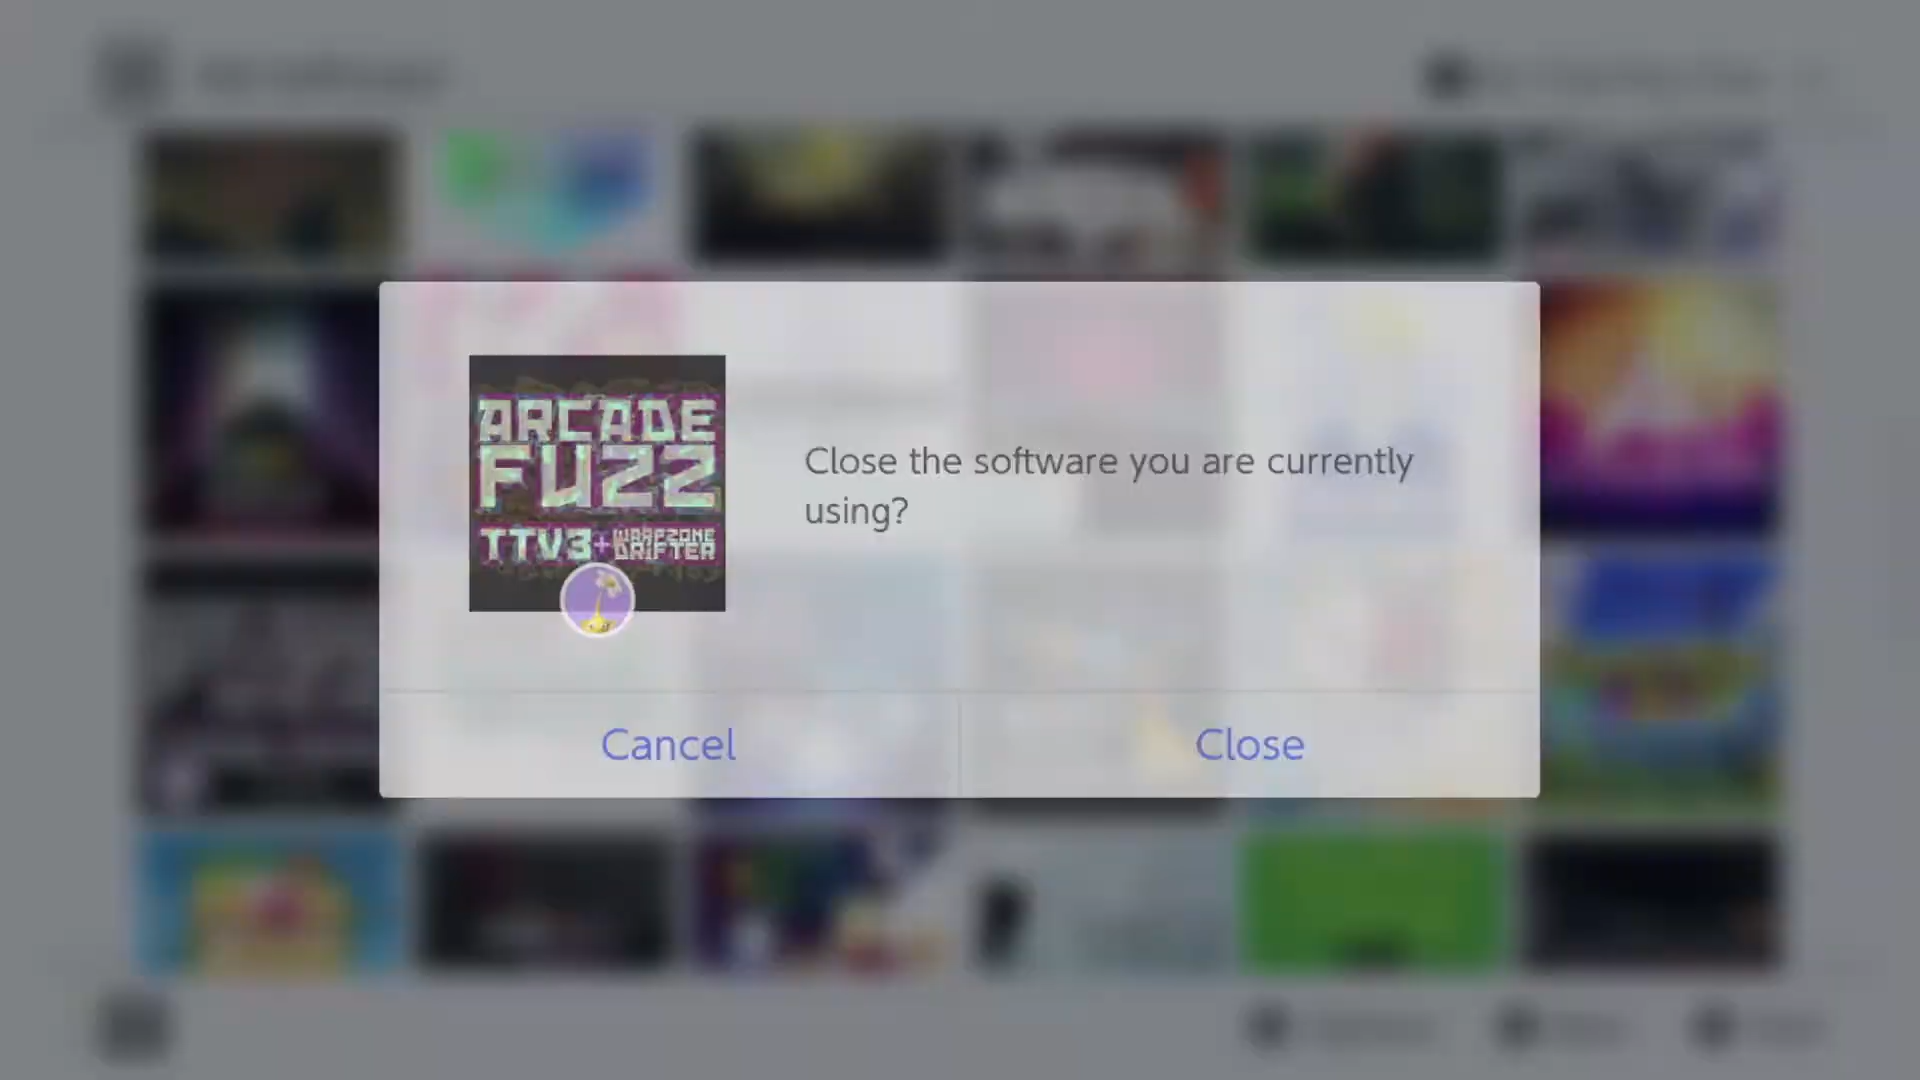 ARCADE
FUZZ
TTV3+WARPZONE
DRIFTER
Close the software you are currently
using?
Cancel
Close